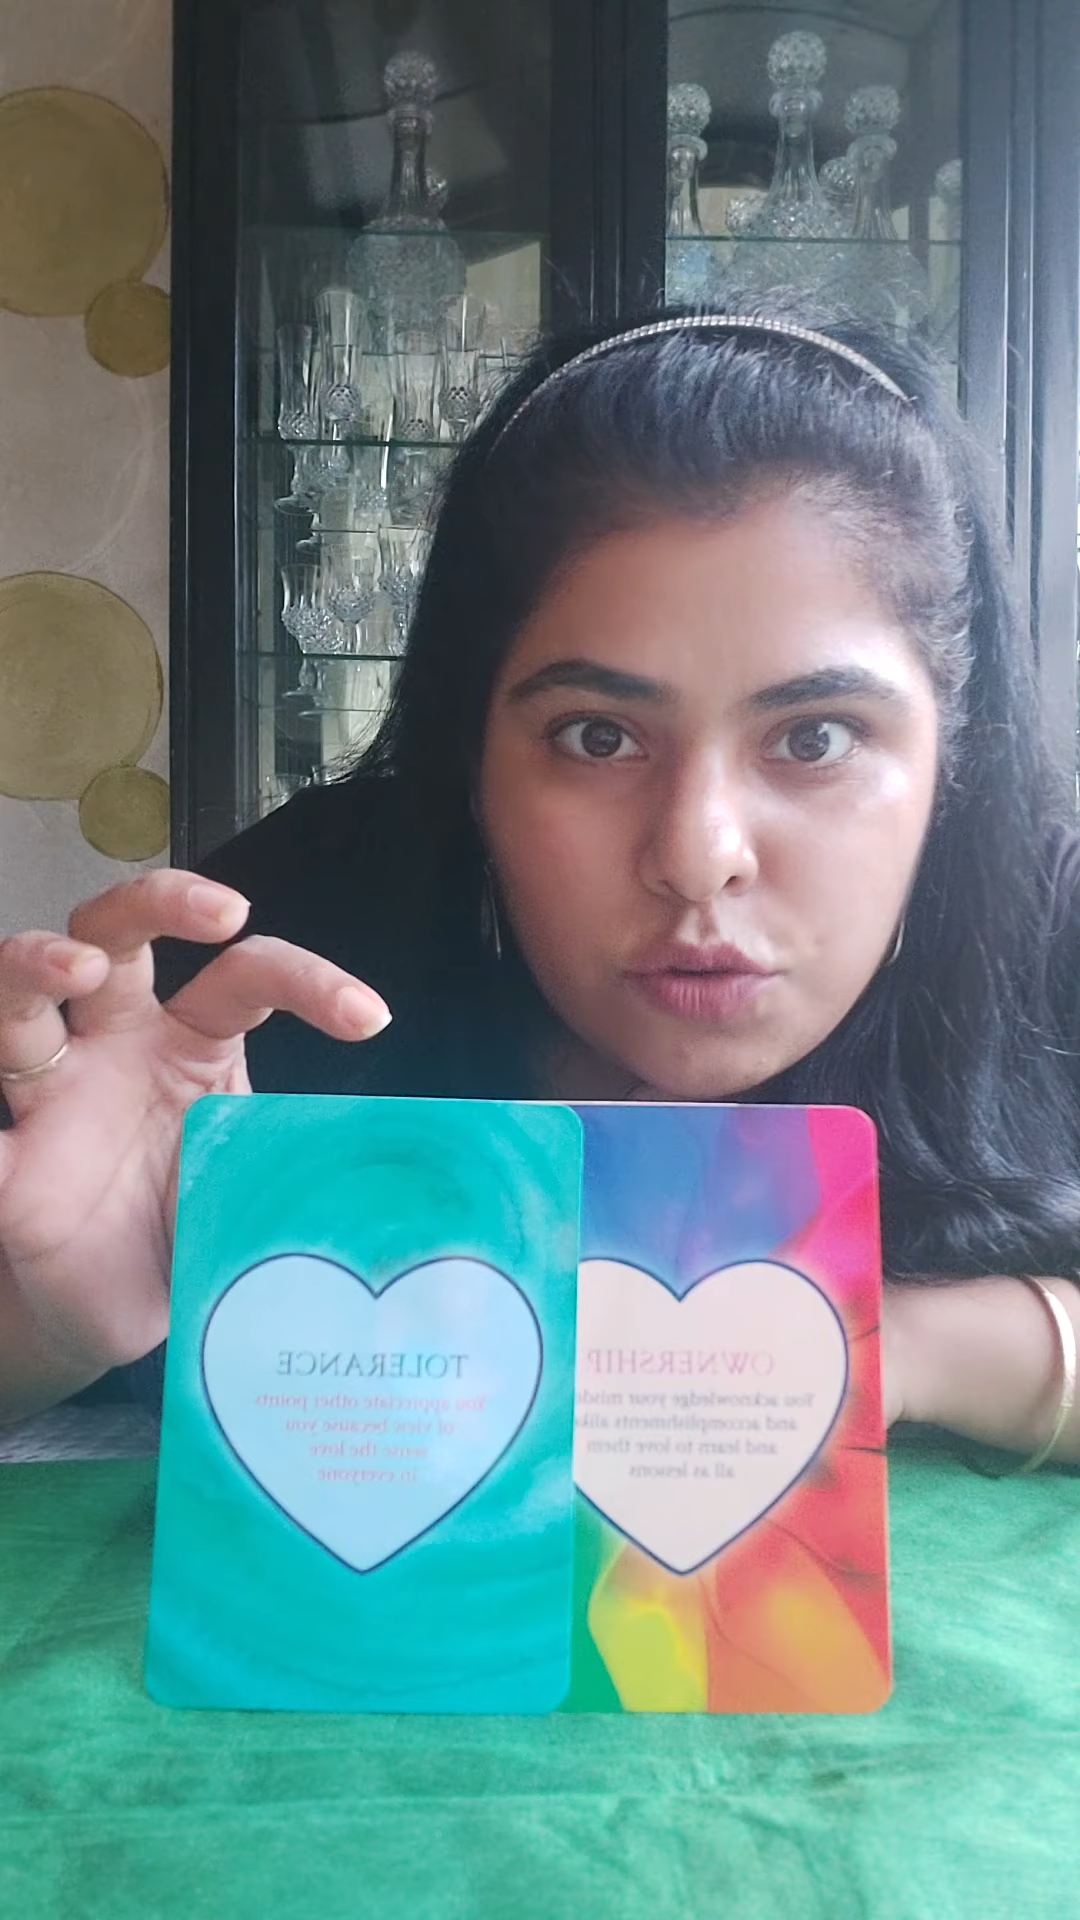 TOLERANCE
You appreciate other points
of view because you
sense the love
in everyone
OWNERSHIP
You acknowledge your
and accomplishments
and learn to love them
all as lessons